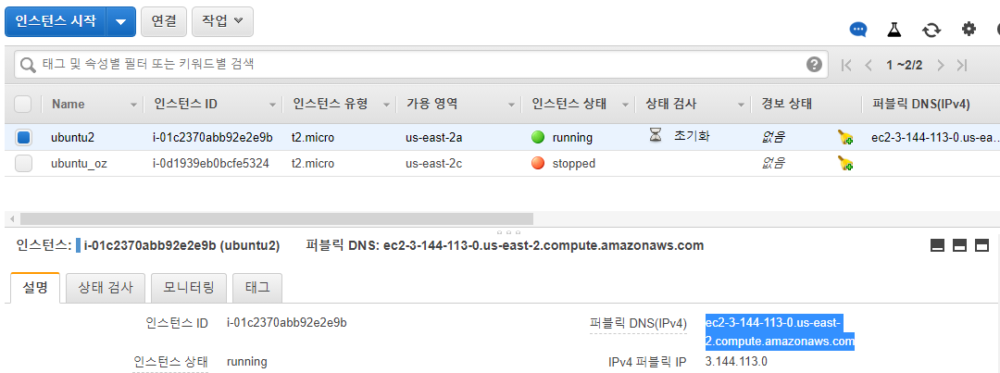 인스턴스 시작 연결 작업
태그 및 속성별 필터 또는 키워드별 검색 1 ~2/2
Name 인스턴스 ID 인스턴스 유형 가용 영역 인스턴스 상태 상태 검사 경보 상태 퍼블릭 DNS(IPv4)
ubuntu2 i-01c2370abb92e2e9b t2.micro us-east-2a running 초기화 없음 ec2-3-144-113-0.us-ea...
ubuntu_oz i-0d1939eb0bcfe5324 t2.micro us-east-2c stopped 없음
인스턴스: i-01c2370abb92e2e9b (ubuntu2) 퍼블릭 DNS: ec2-3-144-113-0.us-east-2.compute.amazonaws.com
설명 상태 검사 모니터링 태그
인스턴스 ID i-01c2370abb92e2e9b 퍼블릭 DNS(IPv4) ec2-3-144-113-0.us-east-
2.compute.amazonaws.com
인스턴스 상태 running IPv4 퍼블릭 IP 3.144.113.0